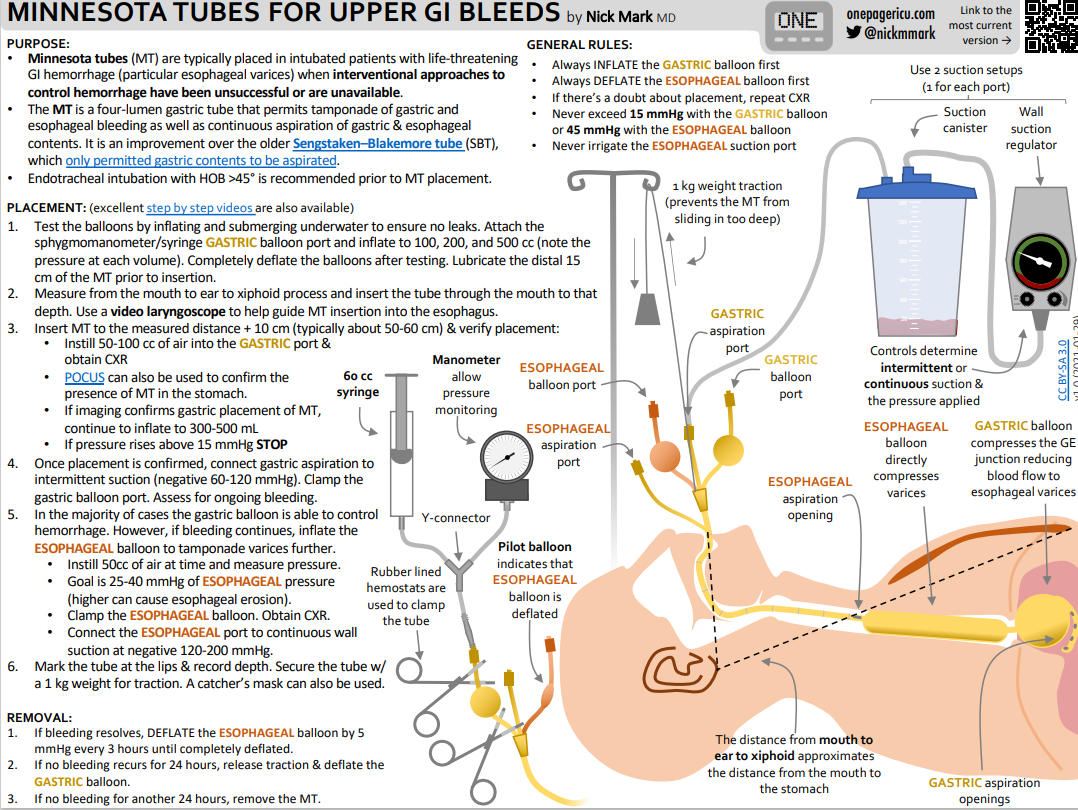 MINNESOTA TUBES FOR UPPER GI BLEEDS by Nick Mark MD
ONE
onepagericu.com
@nickmmark
Link to the
most current
version →
PURPOSE:
• Minnesota tubes (MT) are typically placed in intubated patients with life-threatening
GI hemorrhage (particular esophageal varices) when interventional approaches to
control hemorrhage have been unsuccessful or are unavailable.
• The MT is a four-lumen gastric tube that permits tamponade of gastric and
esophageal bleeding as well as continuous aspiration of gastric & esophageal
contents. It is an improvement over the older Sengstaken–Blakemore tube (SBT),
which only permitted gastric contents to be aspirated.
• Endotracheal intubation with HOB >45° is recommended prior to MT placement.
GENERAL RULES:
• Always INFLATE the GASTRIC balloon first
• Always DEFLATE the ESOPHAGEAL balloon first
• If there's a doubt about placement, repeat CXR
• Never exceed 15 mmHg with the GASTRIC balloon
or 45 mmHg with the ESOPHAGEAL balloon
• Never irrigate the ESOPHAGEAL suction port
PLACEMENT: (excellent step by step videos are also available)
1. Test the balloons by inflating and submerging underwater to ensure no leaks. Attach the
sphygmomanometer/syringe GASTRIC balloon port and inflate to 100, 200, and 500 cc (note the
pressure at each volume). Completely deflate the balloons after testing. Lubricate the distal 15
cm of the MT prior to insertion.
2. Measure from the mouth to ear to xiphoid process and insert the tube through the mouth to that
depth. Use a video laryngoscope to help guide MT insertion into the esophagus.
3. Insert MT to the measured distance + 10 cm (typically about 50-60 cm) & verify placement:
• Instill 50-100 cc of air into the GASTRIC port &
obtain CXR
• POCUS can also be used to confirm the
presence of MT in the stomach.
• If imaging confirms gastric placement of MT,
continue to inflate to 300-500 mL
• If pressure rises above 15 mmHg STOP
4. Once placement is confirmed, connect gastric aspiration to
intermittent suction (negative 60-120 mmHg). Clamp the
gastric balloon port. Assess for ongoing bleeding.
5. In the majority of cases the gastric balloon is able to control
hemorrhage. However, if bleeding continues, inflate the
ESOPHAGEAL balloon to tamponade varices further.
• Instill 50cc of air at time and measure pressure.
• Goal is 25-40 mmHg of ESOPHAGEAL pressure
(higher can cause esophageal erosion).
• Clamp the ESOPHAGEAL balloon. Obtain CXR.
• Connect the ESOPHAGEAL port to continuous wall
suction at negative 120-200 mmHg.
6. Mark the tube at the lips & record depth. Secure the tube w/
a 1 kg weight for traction. A catcher's mask can also be used.
REMOVAL:
1. If bleeding resolves, DEFLATE the ESOPHAGEAL balloon by 5
mmHg every 3 hours until completely deflated.
2. If no bleeding recurs for 24 hours, release traction & deflate the
GASTRIC balloon.
3. If no bleeding for another 24 hours, remove the MT.
60 cc
syringe
Manometer
allow
pressure
monitoring
Y-connector
Rubber lined
hemostats are
used to clamp
the tube
Pilot balloon
indicates that
ESOPHAGEAL
balloon is
deflated
ESOPHAGEAL
balloon port
ESOPHAGEAL
aspiration
port
1 kg weight traction
(prevents the MT from
sliding in too deep)
GASTRIC
aspiration
port
GASTRIC
balloon
port
Use 2 suction setups
(1 for each port)
Suction
canister
Wall
suction
regulator
Controls determine
intermittent or
continuous suction &
the pressure applied
CC BY-SA 3.0
ESOPHAGEAL
aspiration
opening
ESOPHAGEAL
balloon
directly
compresses
varices
GASTRIC balloon
compresses the GE
junction reducing
blood flow to
esophageal varices
The distance from mouth to
ear to xiphoid approximates
the distance from the mouth to
the stomach
GASTRIC aspiration
openings